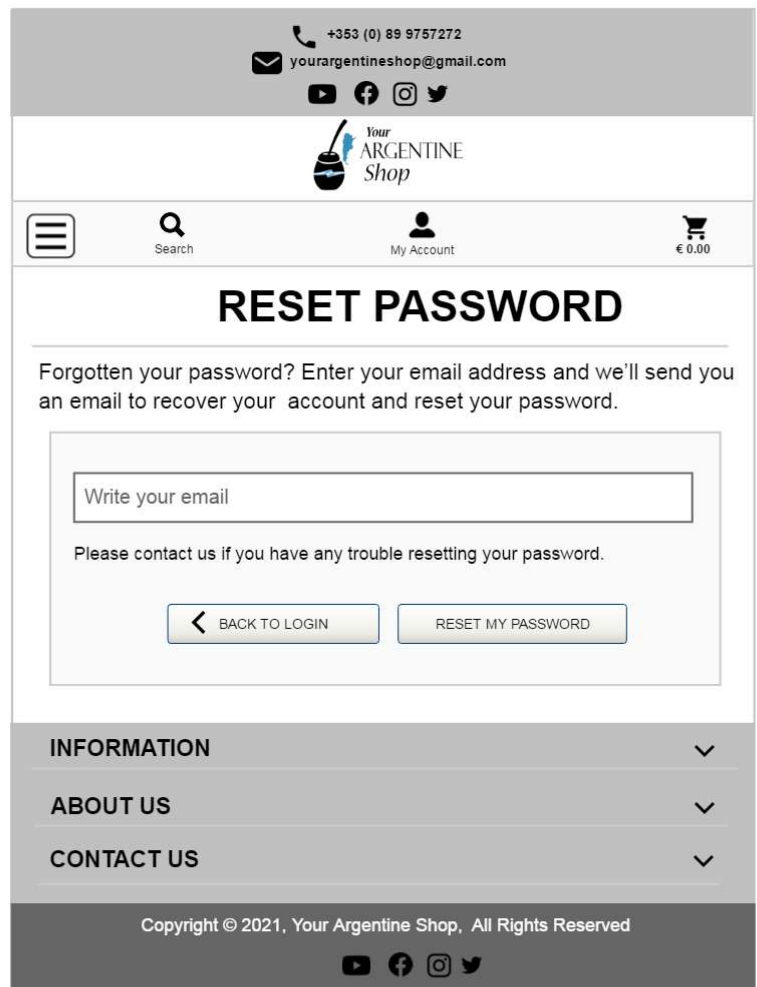 +353 (0) 89 9757272
yourargentineshop@gmail.com
Your
ARGENTINE
Shop
Search
My Account
€ 0.00
RESET PASSWORD
Forgotten your password? Enter your email address and we'll send you
an email to recover your  account and reset your password.
Write your email
Please contact us if you have any trouble resetting your password.
BACK TO LOGIN
RESET MY PASSWORD
INFORMATION
ABOUT US
CONTACT US
Copyright © 2021, Your Argentine Shop,  All Rights Reserved